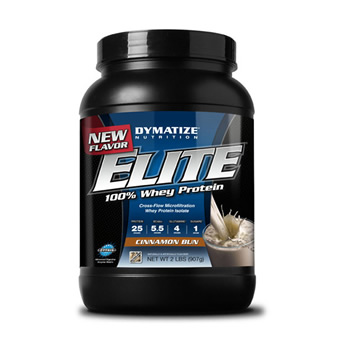 NEW
FLAVOR
DYMATIZE
NUTRITION
ELITE
100% Whey Protein
Cross-Flow Microfiltration
Whey Protein Isolate
25 5.5 4 1
CINNAMON BUN
NET WT 2 LBS (907g)